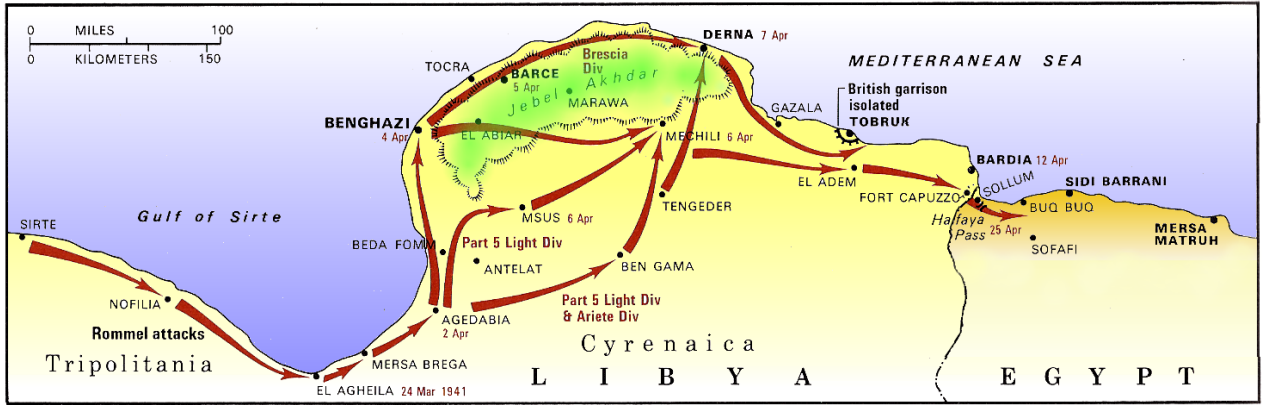 0 MILES 100
0 KILOMETERS 150
DERNA 7 Apr
MEDITERRANEAN SEA
Brescia
Div
TOCRA
BARCE
5 Apr
Jebel Akhdar
MARAWA
British garrison
isolated
TOBRUK
GAZALA
BENGHAZI
4 Apr
EL ABIAR
MECHILI 6 Apr
BARDIA 12 Apr
EL ADEM
FORT CAPUZZO
SOLLUM
SIDI BARRANI
BUQ BUQ
Halfaya
Pass
25 Apr
SOFAFI
MERSA
MATRUH
Gulf of Sirte
SIRTE
MSUS 6 Apr
TENGEDER
BEDA FOMM
Part 5 Light Div
ANTELAT
BEN GAMA
NOFILIA
Part 5 Light Div
& Ariete Div
AGEDABIA
2 Apr
Rommel attacks
Tripolitania
Cyrenaica
MERSA BREGA
EL AGHEILA 24 Mar 1941
LIBYA
EGYPT